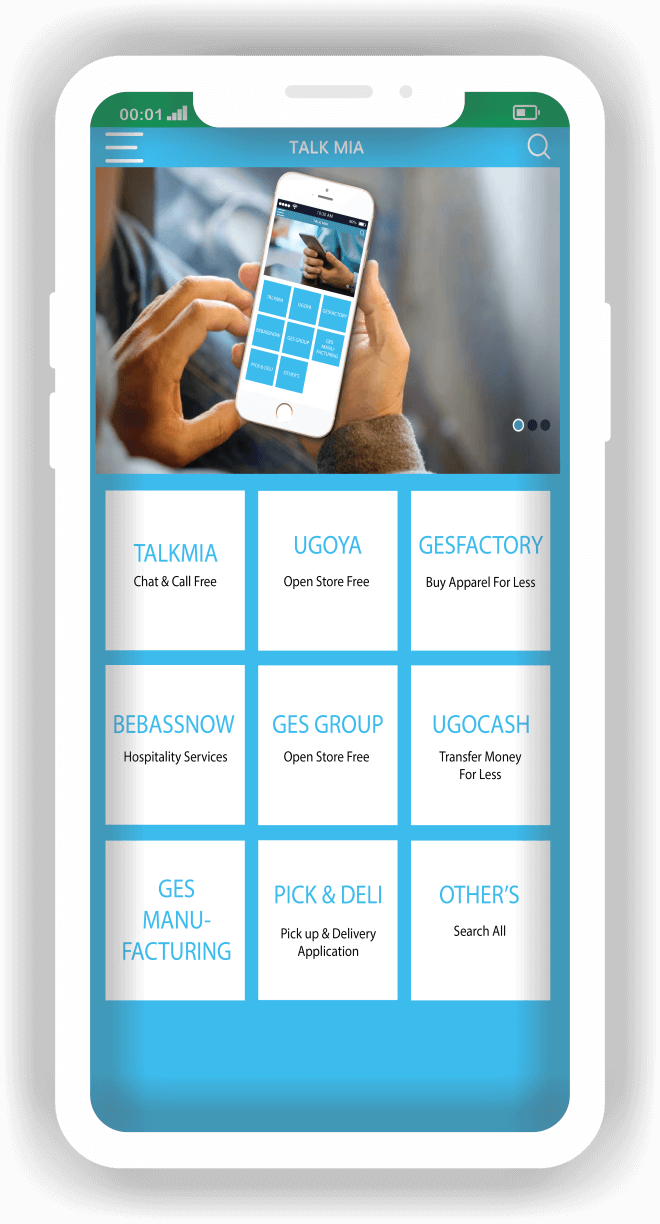 00:01
TALK MIA
10:30 AM
TALK MIA
TALKMIA
UGOYA
GESFACTORY
BEBASSNOW
GES GROUP
GES
MANU-
FACTURING
PICK & DELI
OTHER'S
TALKMIA
Chat & Call Free
UGOYA
Open Store Free
GESFACTORY
Buy Apparel For Less
BEBASSNOW
Hospitality Services
GES GROUP
Open Store Free
UGOCASH
Transfer Money
For Less
GES
MANU-
FACTURING
PICK & DELI
Pick up & Delivery
Application
OTHER’S
Search All